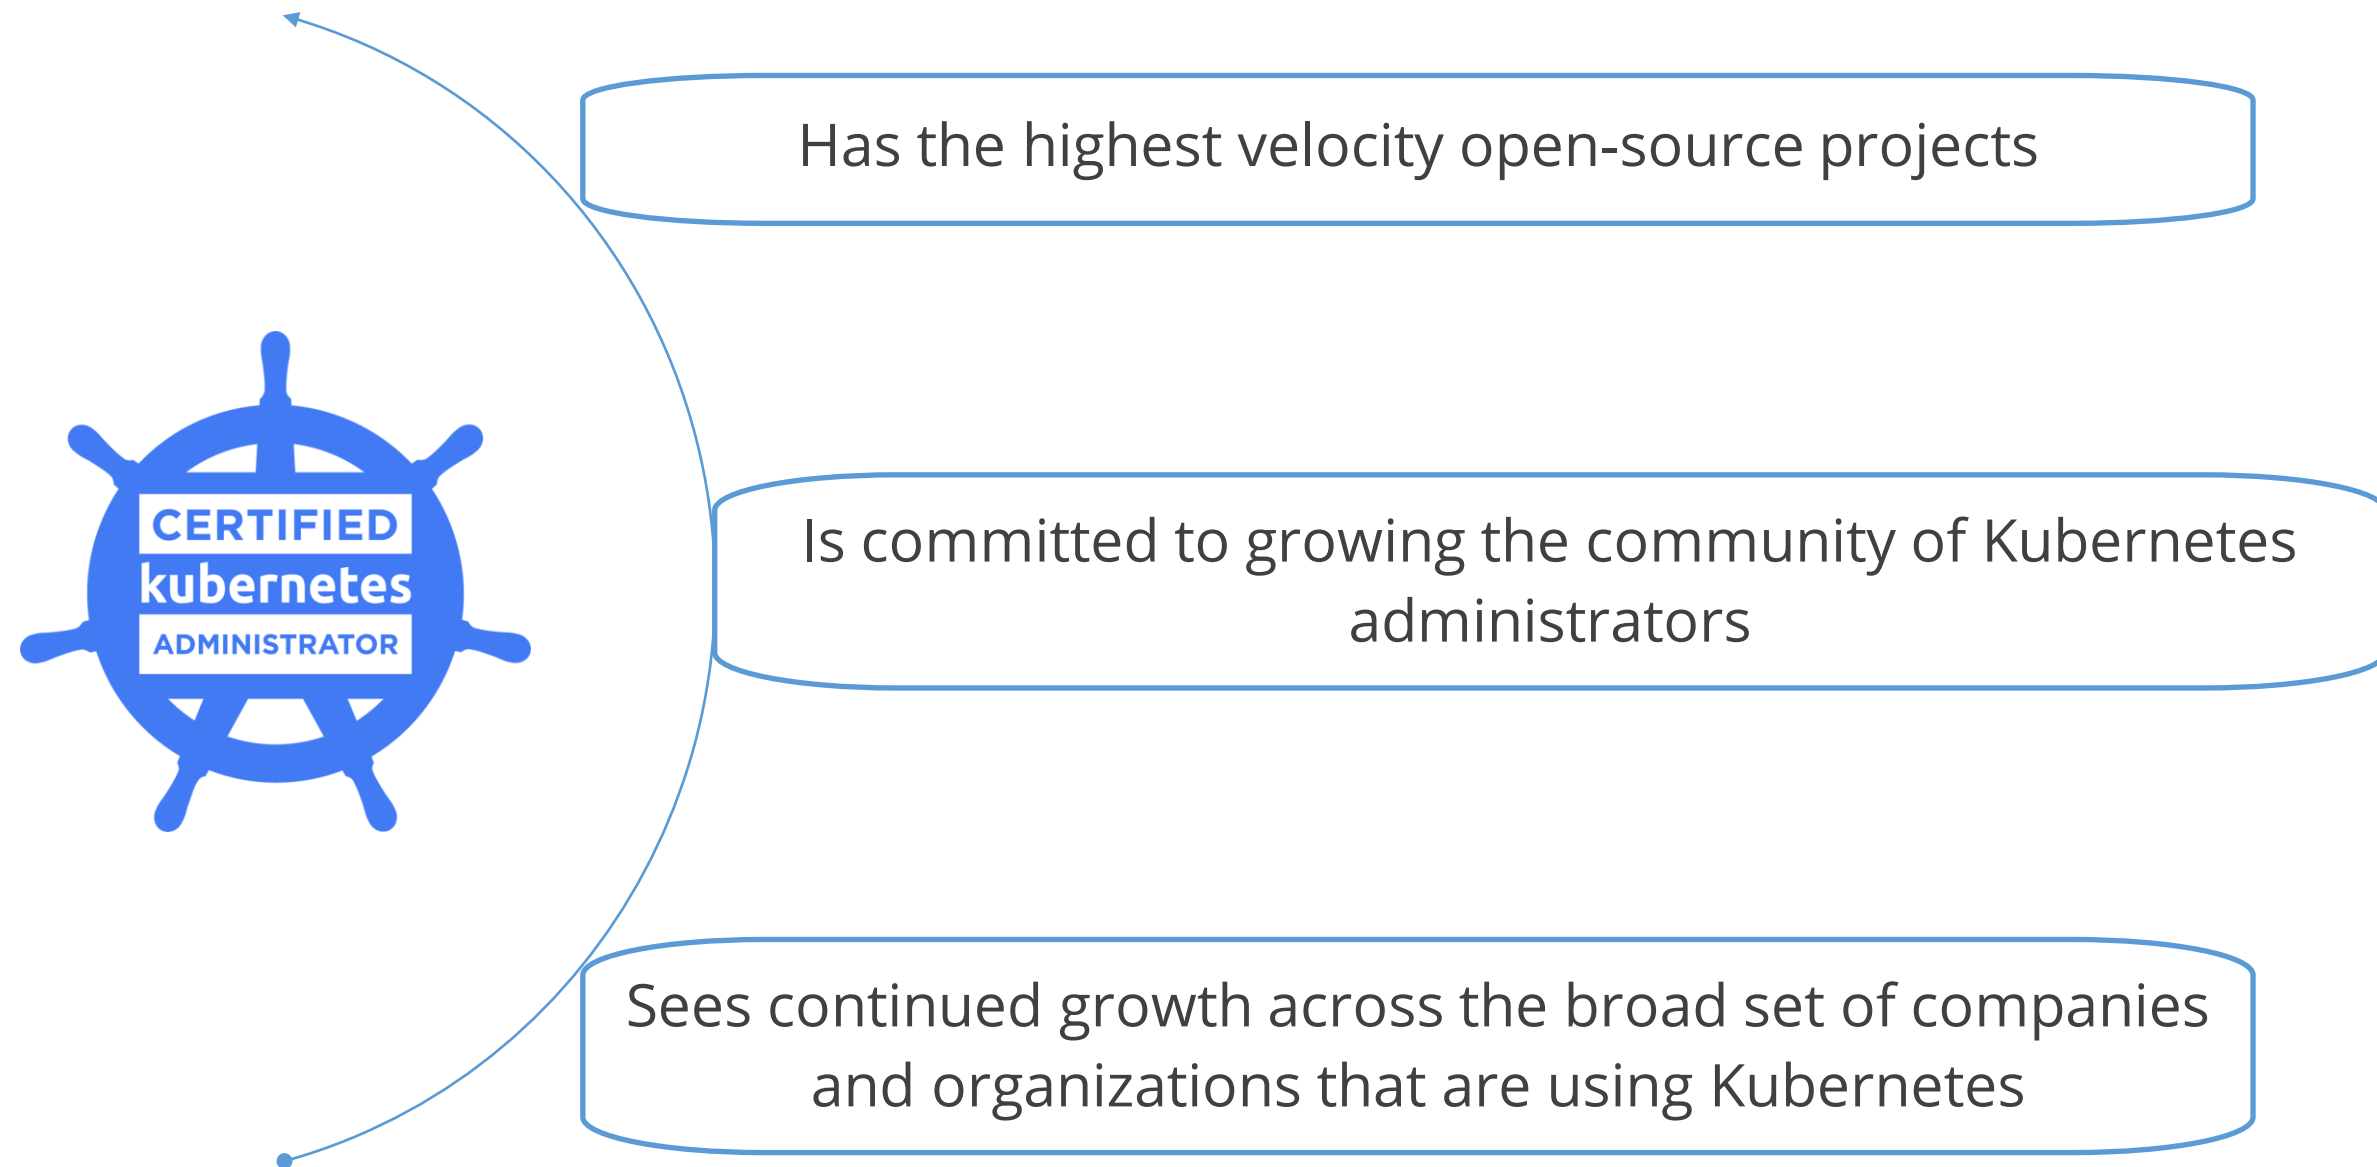 Has the highest velocity open-source projects
CERTIFIED
kubernetes
ADMINISTRATOR
Is committed to growing the community of Kubernetes
administrators
Sees continued growth across the broad set of companies
and organizations that are using Kubernetes